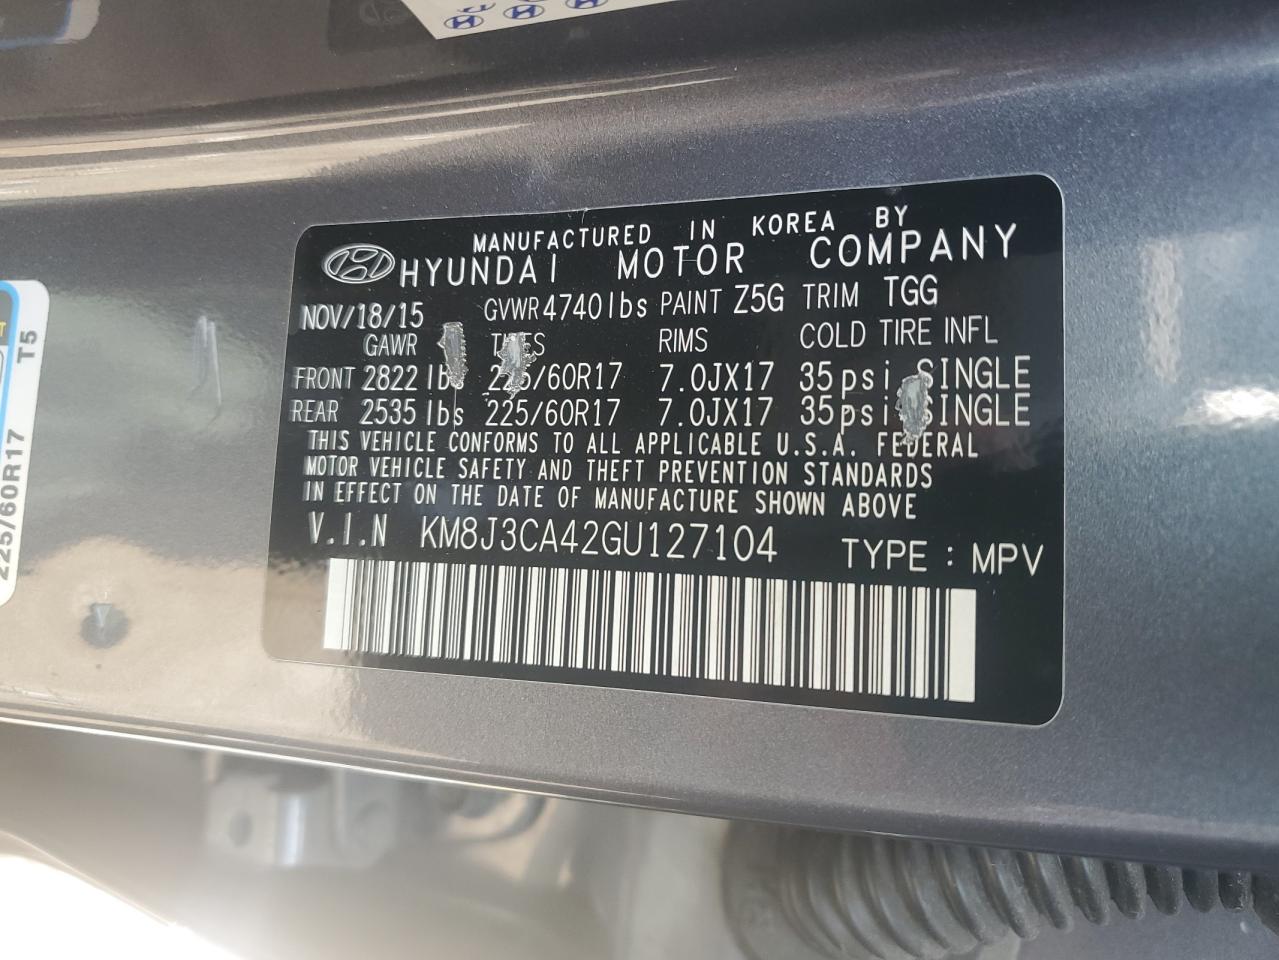 MANUFACTURED IN KOREA BY
HYUNDAI MOTOR COMPANY
NOV/18/15 GVWR 4740lbs PAINT Z5G TRIM TGG
GAWR RIMS COLD TIRE INFL
FRONT 2822 lbs 225/60R17 7.0JX17 35psi SINGLE
REAR 2535 lbs 225/60R17 7.0JX17 35psi SINGLE
THIS VEHICLE CONFORMS TO ALL APPLICABLE U.S.A. FEDERAL
MOTOR VEHICLE SAFETY AND THEFT PREVENTION STANDARDS
IN EFFECT ON THE DATE OF MANUFACTURE SHOWN ABOVE
V.I.N KM8J3CA42GU127104 TYPE : MPV
225/60R17 T5